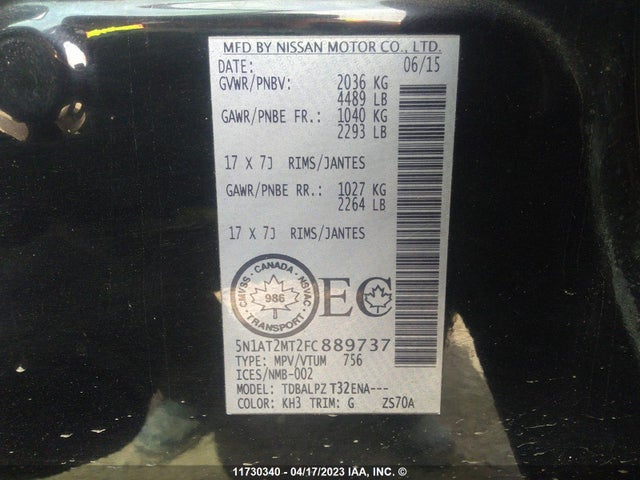 MFD BY NISSAN MOTOR CO., LTD.
DATE: 06/15
GVWR/PNBV: 2036 KG
4489 LB
GAWR/PNBE FR.: 1040 KG
2293 LB
17 X 7J RIMS/JANTES
GAWR/PNBE RR.: 1027 KG
2264 LB
17 X 7J RIMS/JANTES
CANADA
CMVSS NSVAC
986
TRANSPORT
EC
5N1AT2MT2FC889737
TYPE: MPV/VTUM 756
ICES/NMB-002
MODEL: TDBALPZ T32ENA---
COLOR: KH3 TRIM: G ZS70A
11730340 - 04/17/2023 IAA, INC. ©